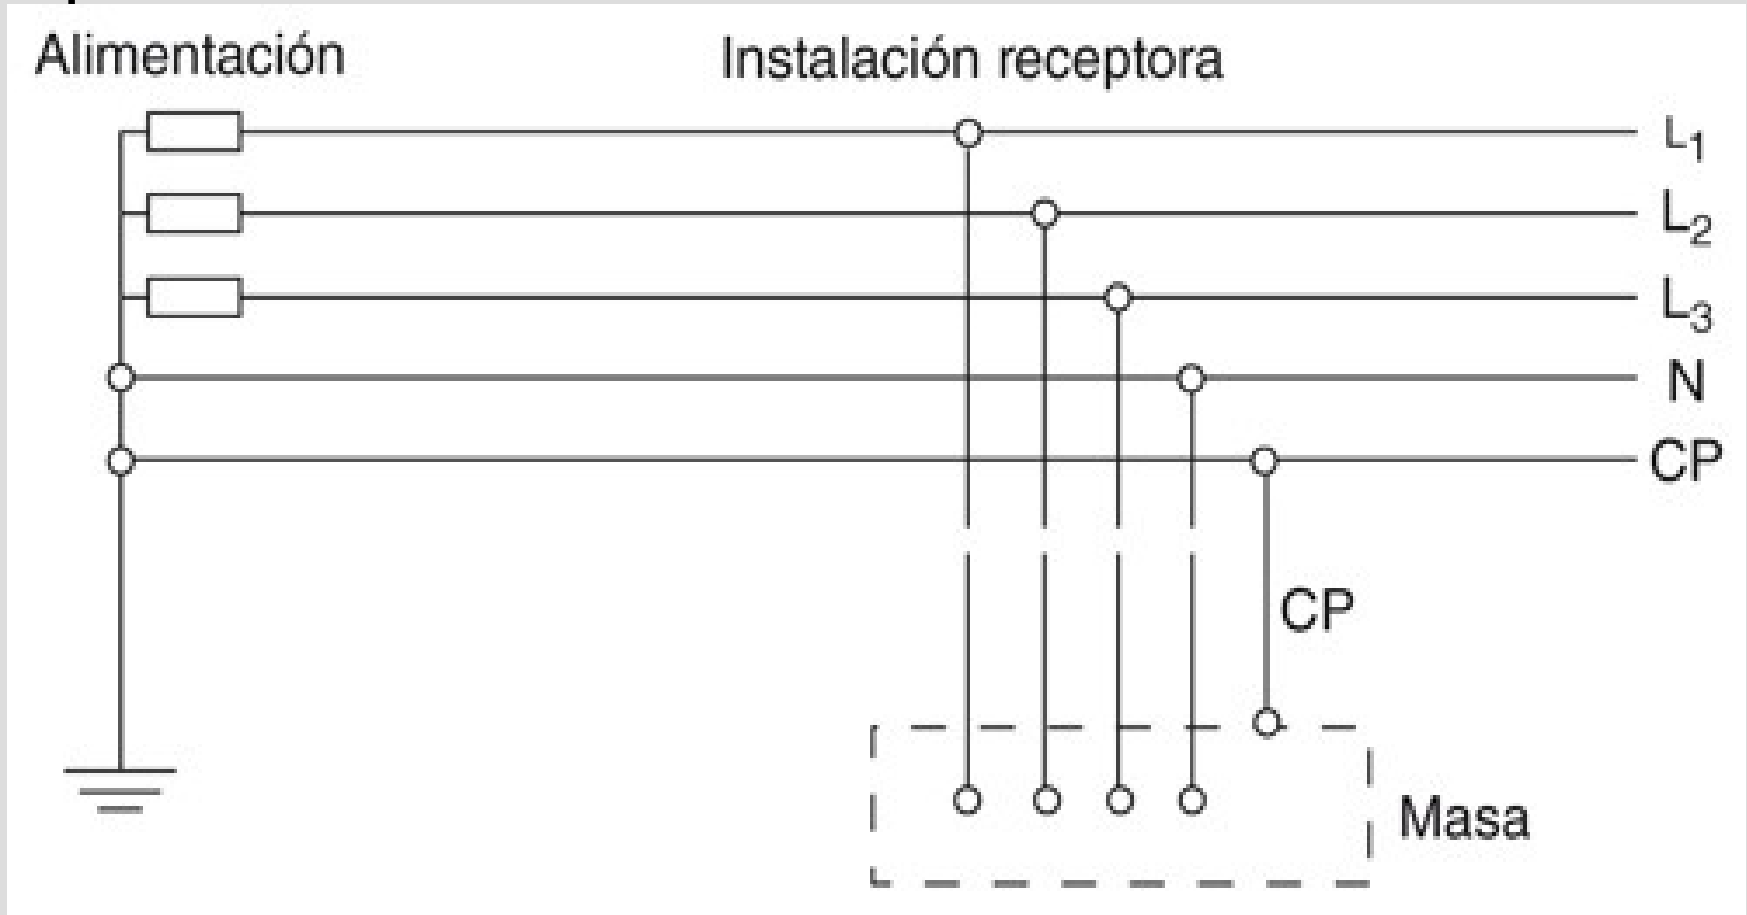 Alimentación
Instalación receptora
L1
L2
L3
N
CP
CP
Masa